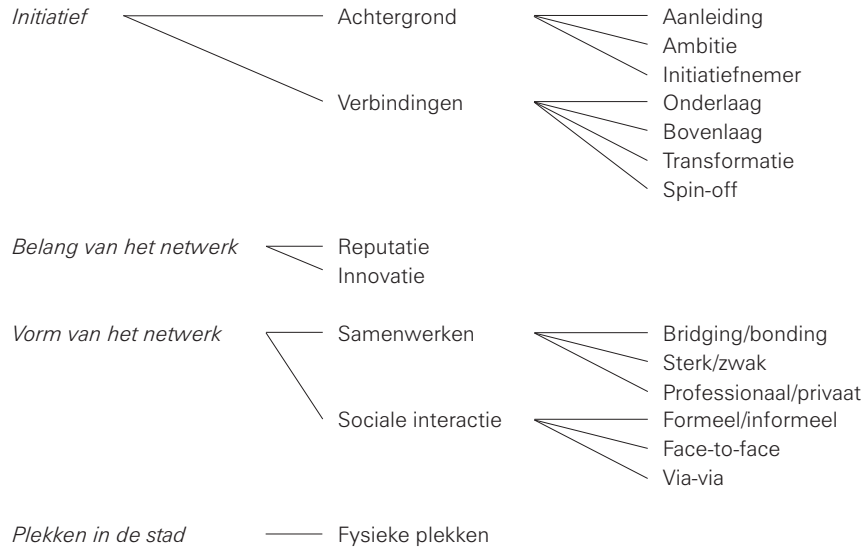 Initiatief Achtergrond Aanleiding
Ambitie
Initiatiefnemer
Verbindingen Onderlaag
Bovenlaag
Transformatie
Spin-off
Belang van het netwerk Reputatie
Innovatie
Vorm van het netwerk Samenwerken Bridging/bonding
Sterk/zwak
Professionaal/privaat
Sociale interactie Formeel/informeel
Face-to-face
Via-via
Plekken in de stad Fysieke plekken